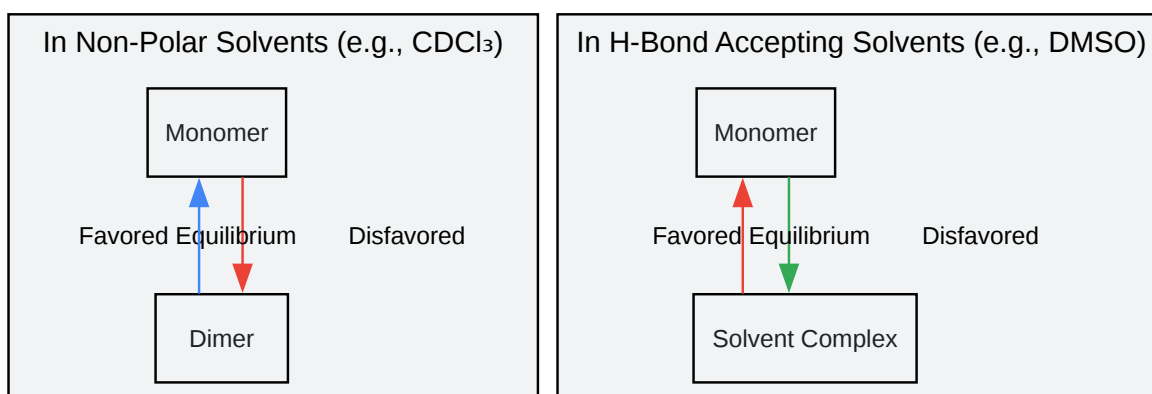 In Non-Polar Solvents (e.g., CDCl₃)
Monomer
Favored Equilibrium
Disfavored
Dimer
In H-Bond Accepting Solvents (e.g., DMSO)
Monomer
Favored Equilibrium
Disfavored
Solvent Complex